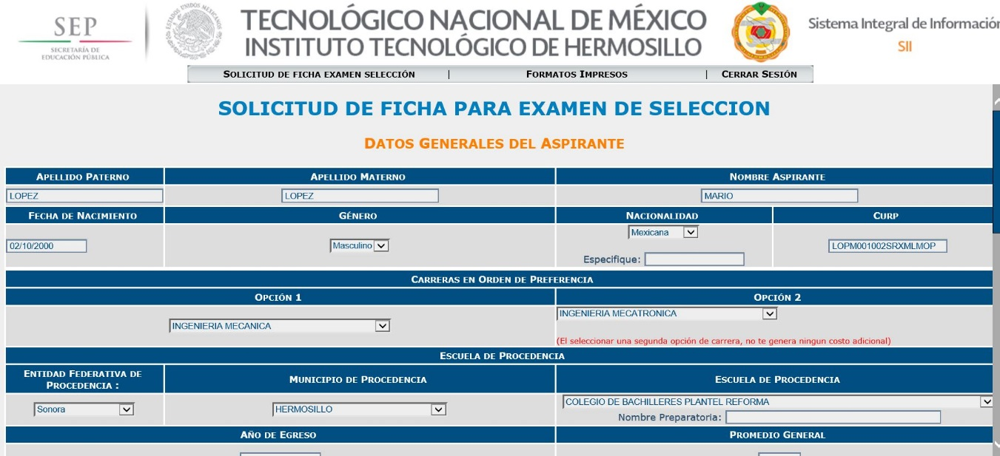 SEP
SECRETARÍA DE
EDUCACIÓN PÚBLICA
ESTADOS UNIDOS MEXICANOS
TECNOLÓGICO NACIONAL DE MÉXICO
INSTITUTO TECNOLÓGICO DE HERMOSILLO
Sistema Integral de Información
SII
SOLICITUD DE FICHA EXAMEN SELECCIÓN | FORMATOS IMPRESOS | CERRAR SESIÓN
SOLICITUD DE FICHA PARA EXAMEN DE SELECCION
DATOS GENERALES DEL ASPIRANTE
APELLIDO PATERNO APELLIDO MATERNO NOMBRE ASPIRANTE
LOPEZ LOPEZ MARIO
FECHA DE NACIMIENTO GÉNERO NACIONALIDAD CURP
02/10/2000 Masculino Mexicana LOPM001002SRXMLMOP
Especifique:
CARRERAS EN ORDEN DE PREFERENCIA
OPCIÓN 1 OPCIÓN 2
INGENIERIA MECANICA INGENIERIA MECATRONICA
(El seleccionar una segunda opción de carrera, no te genera ningun costo adicional)
ESCUELA DE PROCEDENCIA
ENTIDAD FEDERATIVA DE
PROCEDENCIA : MUNICIPIO DE PROCEDENCIA ESCUELA DE PROCEDENCIA
Sonora HERMOSILLO COLEGIO DE BACHILLERES PLANTEL REFORMA
Nombre Preparatoria:
AÑO DE EGRESO PROMEDIO GENERAL